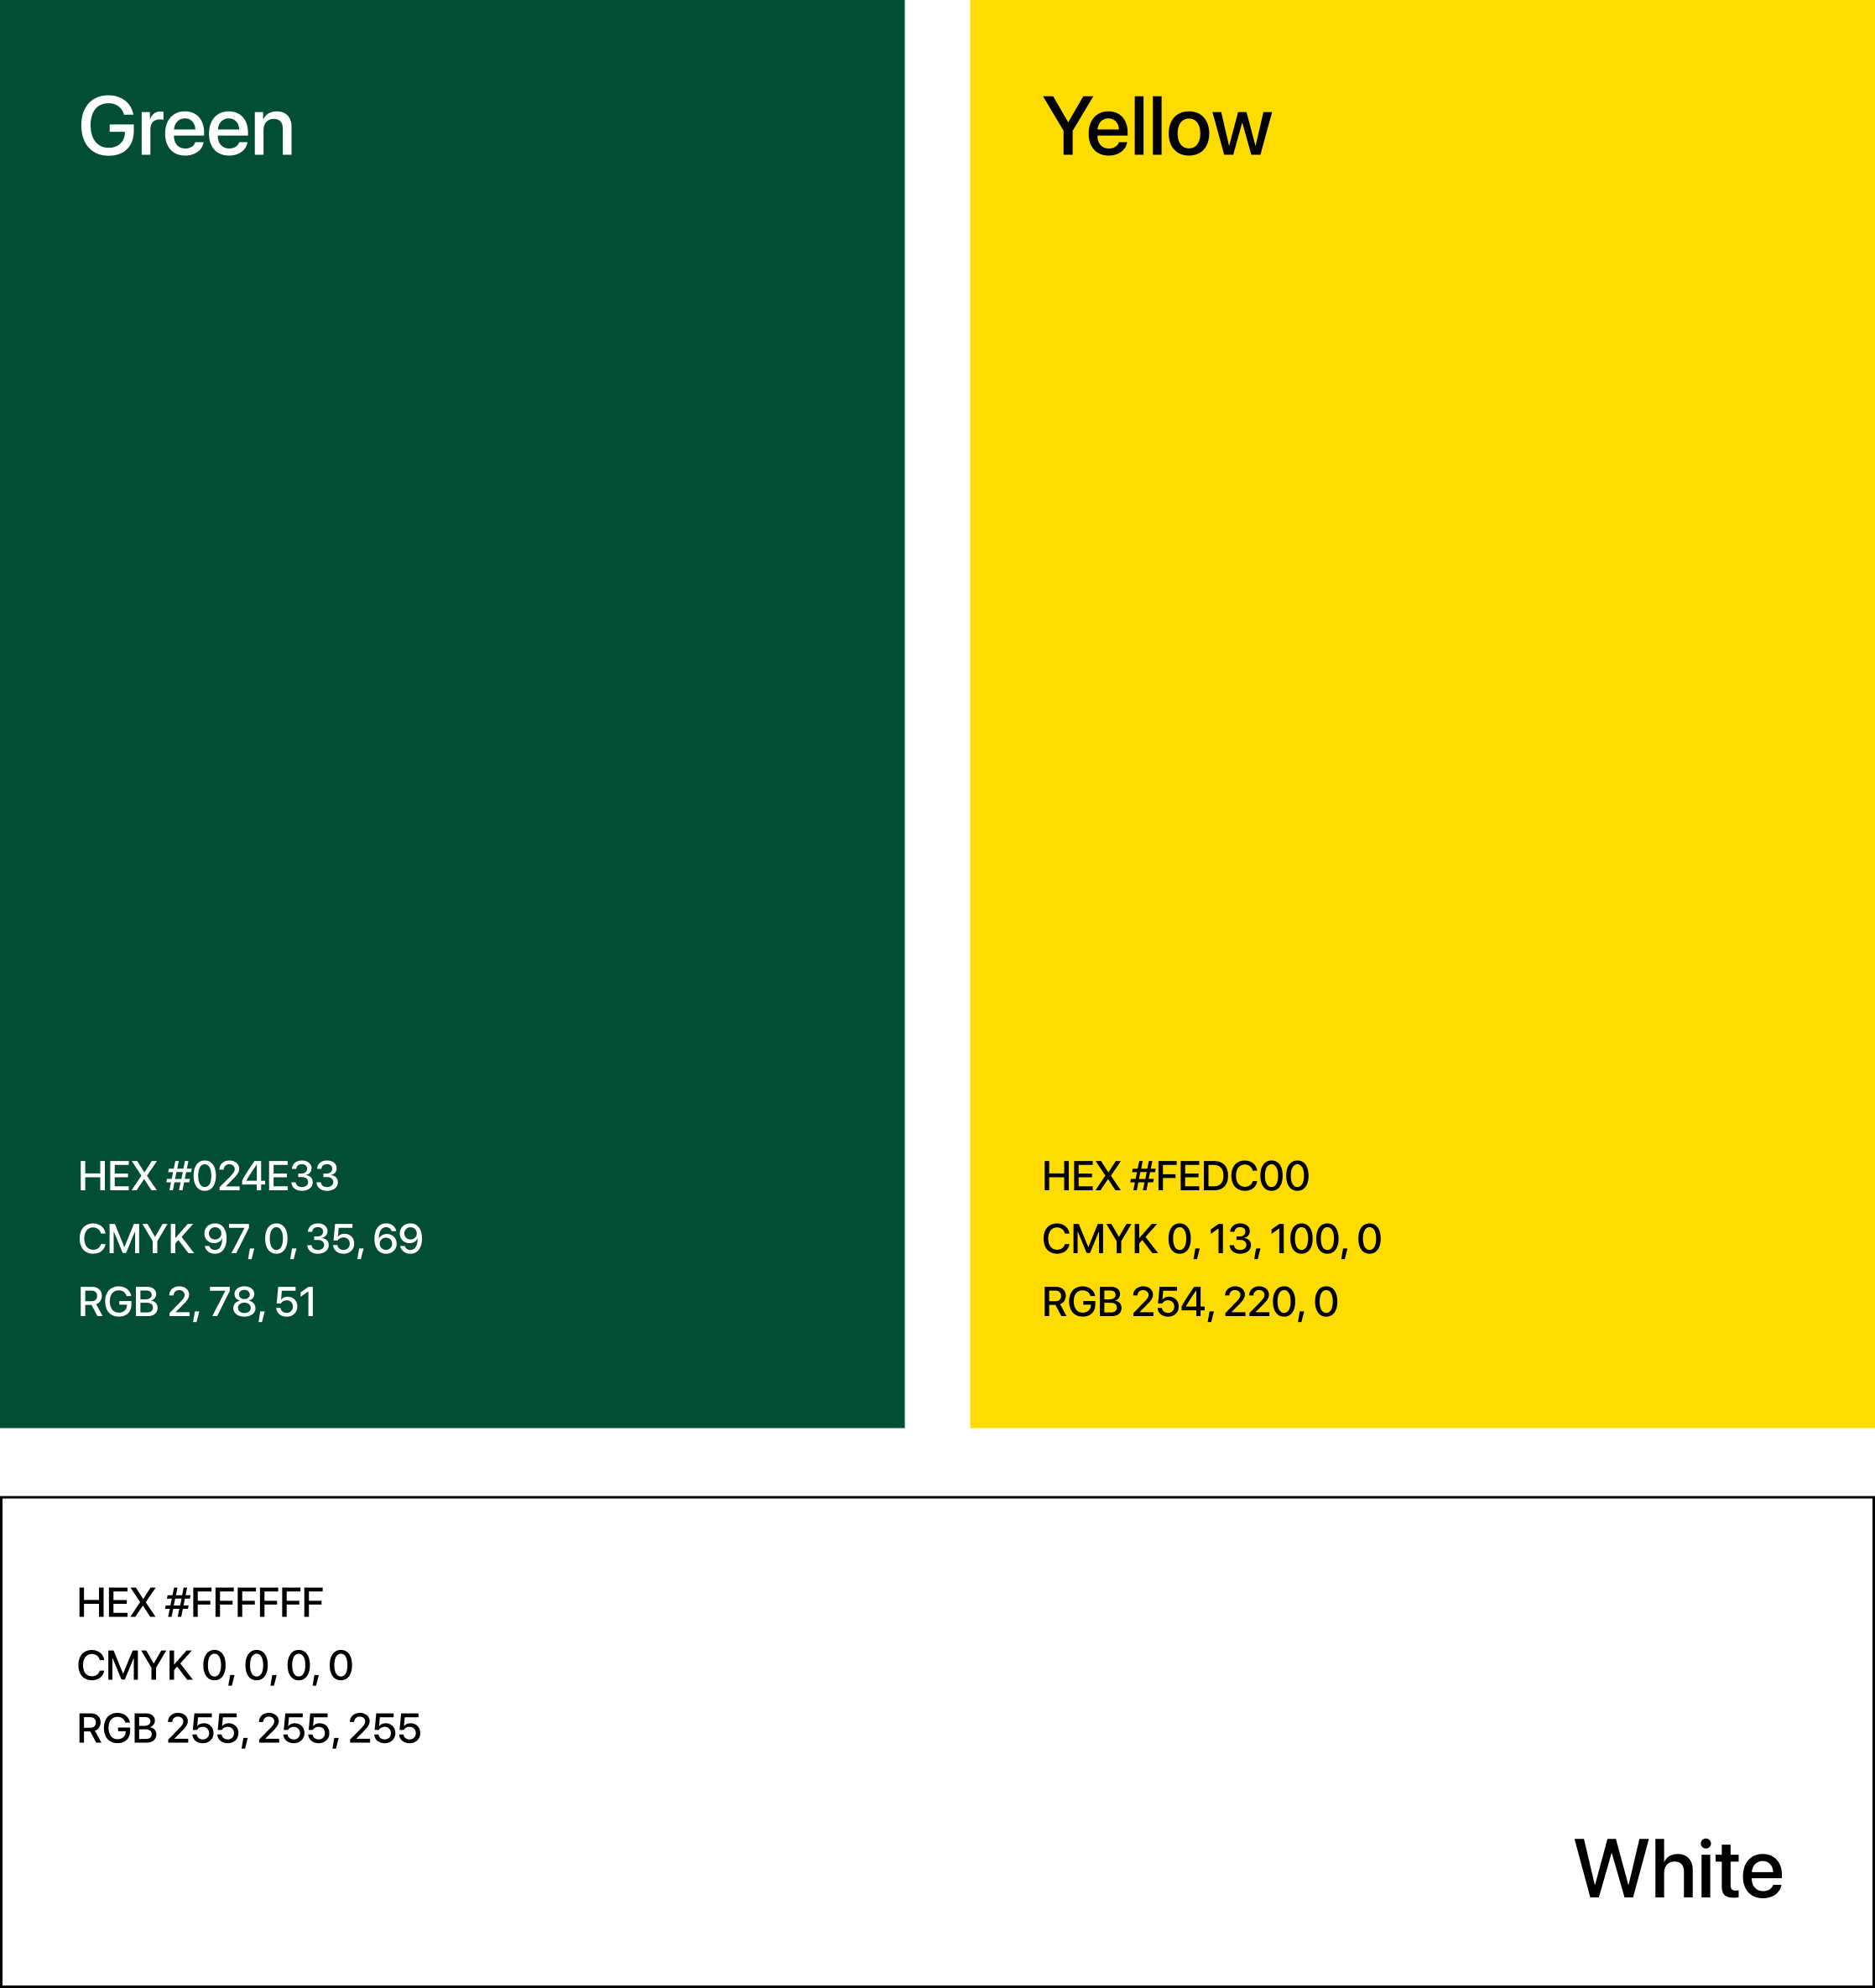 Green
HEX #024E33
CMYK 97, 0, 35, 69
RGB 2, 78, 51
Yellow
HEX #FEDC00
CMYK 0, 13, 100, 0
RGB 254, 220, 0
HEX #FFFFFF
CMYK 0, 0, 0, 0
RGB 255, 255, 255
White